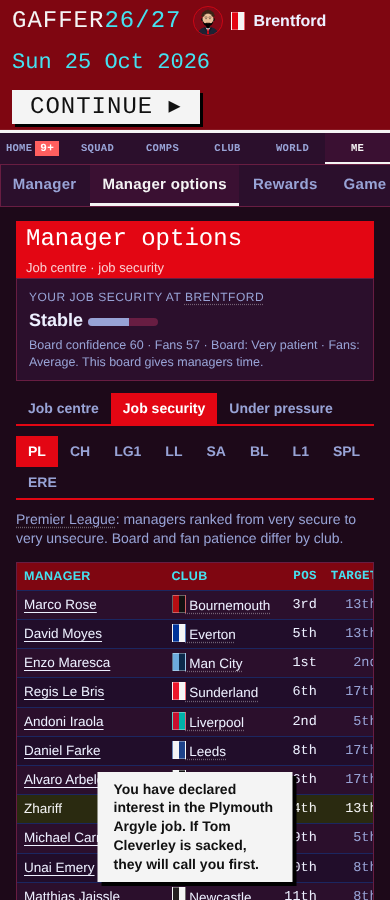 GAFFER26/27 Brentford
Sun 25 Oct 2026
CONTINUE ►
HOME 9+ SQUAD COMPS CLUB WORLD ME
Manager Manager options Rewards Game
Manager options
Job centre · job security
YOUR JOB SECURITY AT BRENTFORD
Stable
Board confidence 60 · Fans 57 · Board: Very patient · Fans:
Average. This board gives managers time.
Job centre Job security Under pressure
PL CH LG1 LL SA BL L1 SPL
ERE
Premier League: managers ranked from very secure to
very unsecure. Board and fan patience differ by club.
MANAGER CLUB POS TARGET
Marco Rose Bournemouth 3rd 13th
David Moyes Everton 5th 13th
Enzo Maresca Man City 1st 2nd
Regis Le Bris Sunderland 6th 17th
Andoni Iraola Liverpool 2nd 5th
Daniel Farke Leeds 8th 17th
Alvaro 17th
Zhariff 11th
Michael 5th
Unai Emery 8th
Matthias Jaissle Newcastle 11th 8th
You have declared
interest in the Plymouth
Argyle job. If Tom
Cleverley is sacked,
they will call you first.